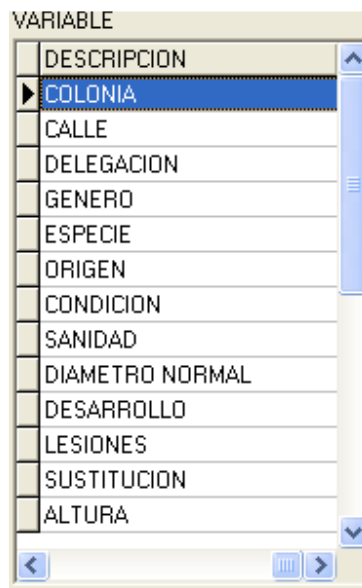 VARIABLE
DESCRIPCION
COLONIA
CALLE
DELEGACION
GENERO
ESPECIE
ORIGEN
CONDICION
SANIDAD
DIAMETRO NORMAL
DESARROLLO
LESIONES
SUSTITUCION
ALTURA